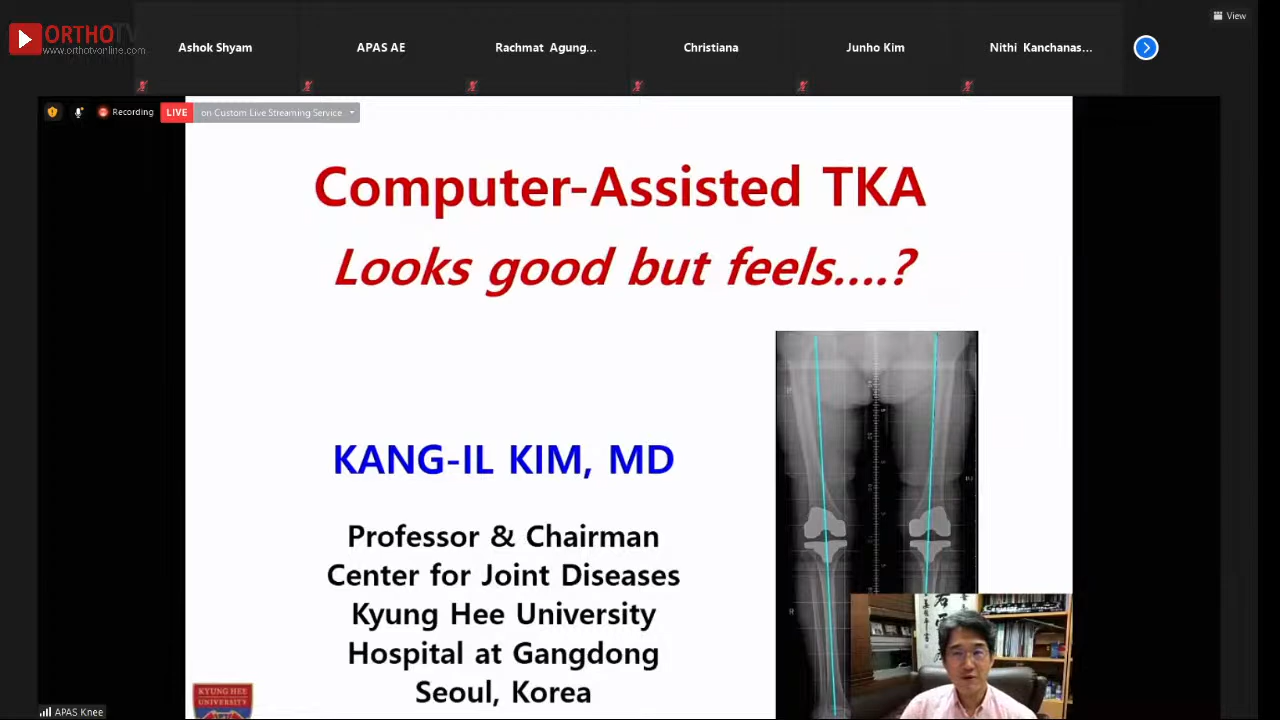 ORTHOTV
www.orthotvonline.com
View
Ashok Shyam
APAS AE
Rachmat Agung...
Christiana
Junho Kim
Nithi Kanchanas...
Recording
LIVE
on Custom Live Streaming Service
Computer-Assisted TKA
Looks good but feels....?
KANG-IL KIM, MD
Professor & Chairman
Center for Joint Diseases
Kyung Hee University
Hospital at Gangdong
Seoul, Korea
KYUNG HEE
UNIVERSITY
APAS Knee